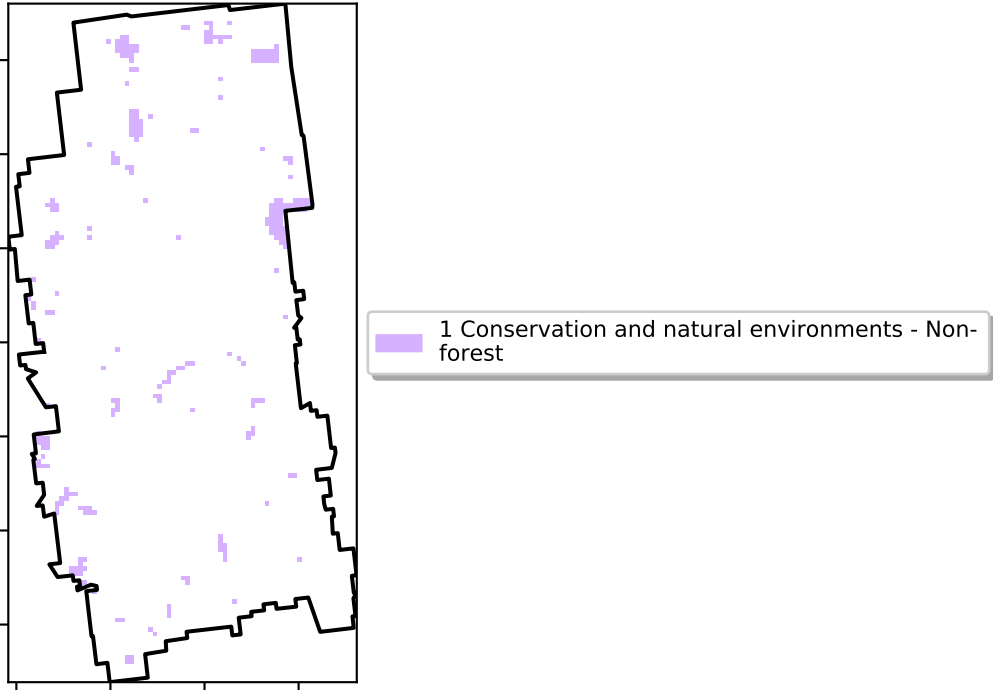 1 Conservation and natural environments - Non-
forest